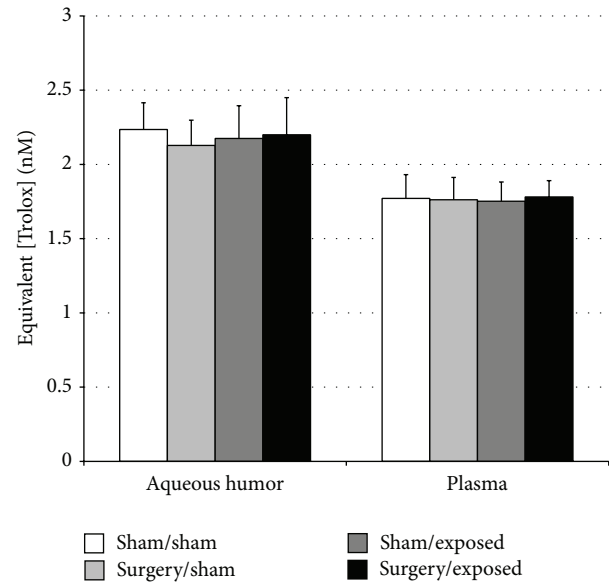 3
2.5
2
1.5
1
0.5
0
Equivalent [Trolox] (nM)
Aqueous humor
Plasma
Sham/sham
Surgery/sham
Sham/exposed
Surgery/exposed